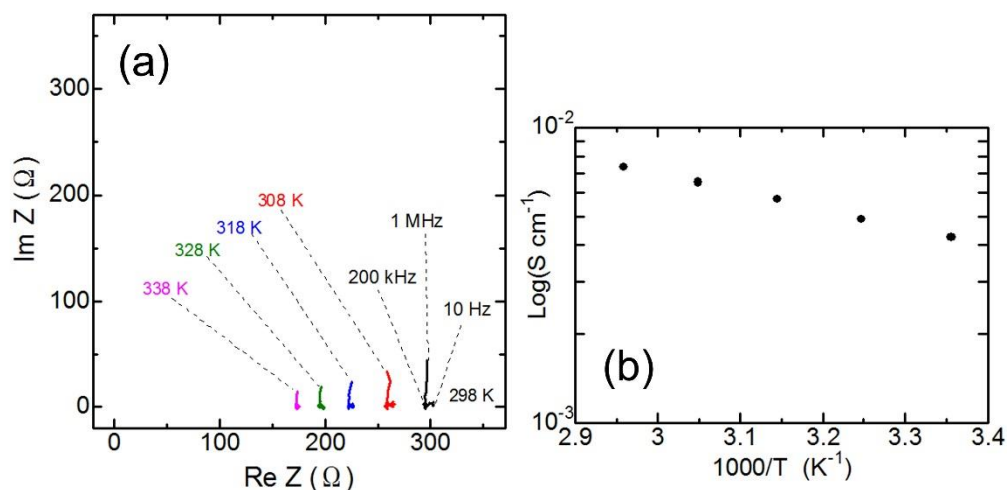 (a)
300
200
100
0
Im Z (Ω)
308 K
318 K
328 K
338 K
1 MHz
200 kHz
10 Hz
298 K
0 100 200 300
Re Z (Ω)
10⁻²
10⁻³
Log(S cm⁻¹)
(b)
2.9 3 3.1 3.2 3.3 3.4
1000/T (K⁻¹)